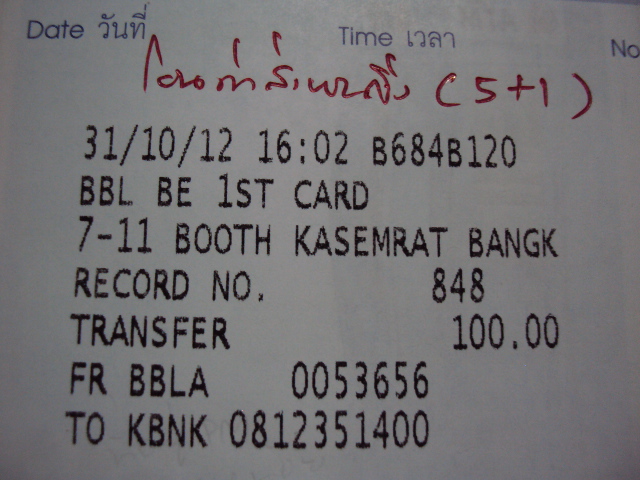 Date วันที่ Time เวลา No
(5+1)
31/10/12 16:02 B684B120
BBL BE 1ST CARD
7-11 BOOTH KASEMRAT BANGK
RECORD NO. 848
TRANSFER 100.00
FR BBLA 0053656
TO KBNK 0812351400